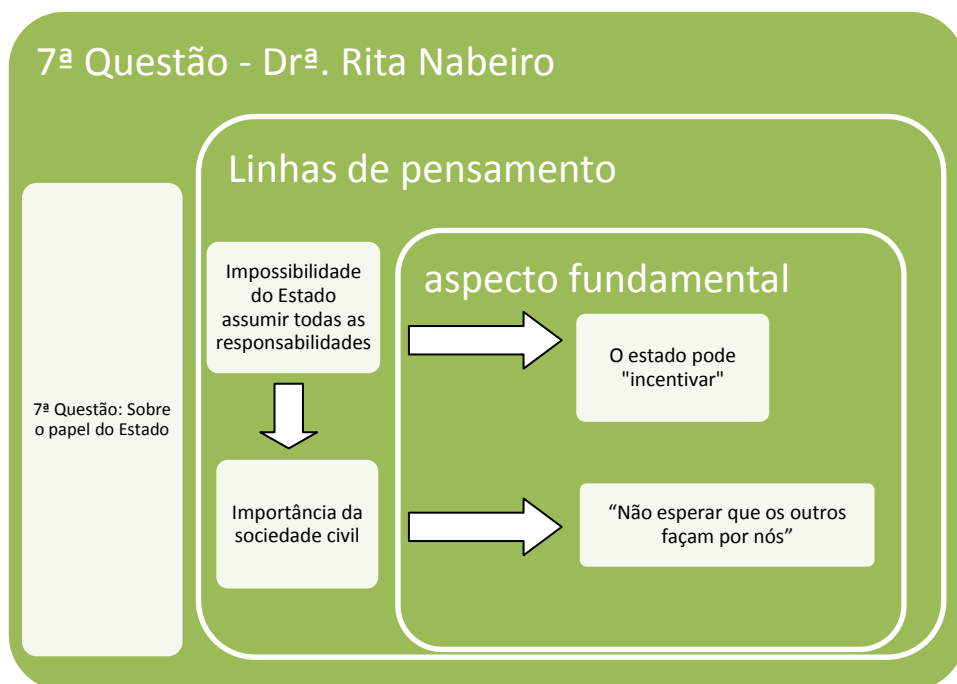 7ª Questão - Drª. Rita Nabeiro
Linhas de pensamento
7ª Questão: Sobre
o papel do Estado
Impossibilidade
do Estado
assumir todas as
responsabilidades
Importância da
sociedade civil
aspecto fundamental
O estado pode
"incentivar"
“Não esperar que os outros
façam por nós”